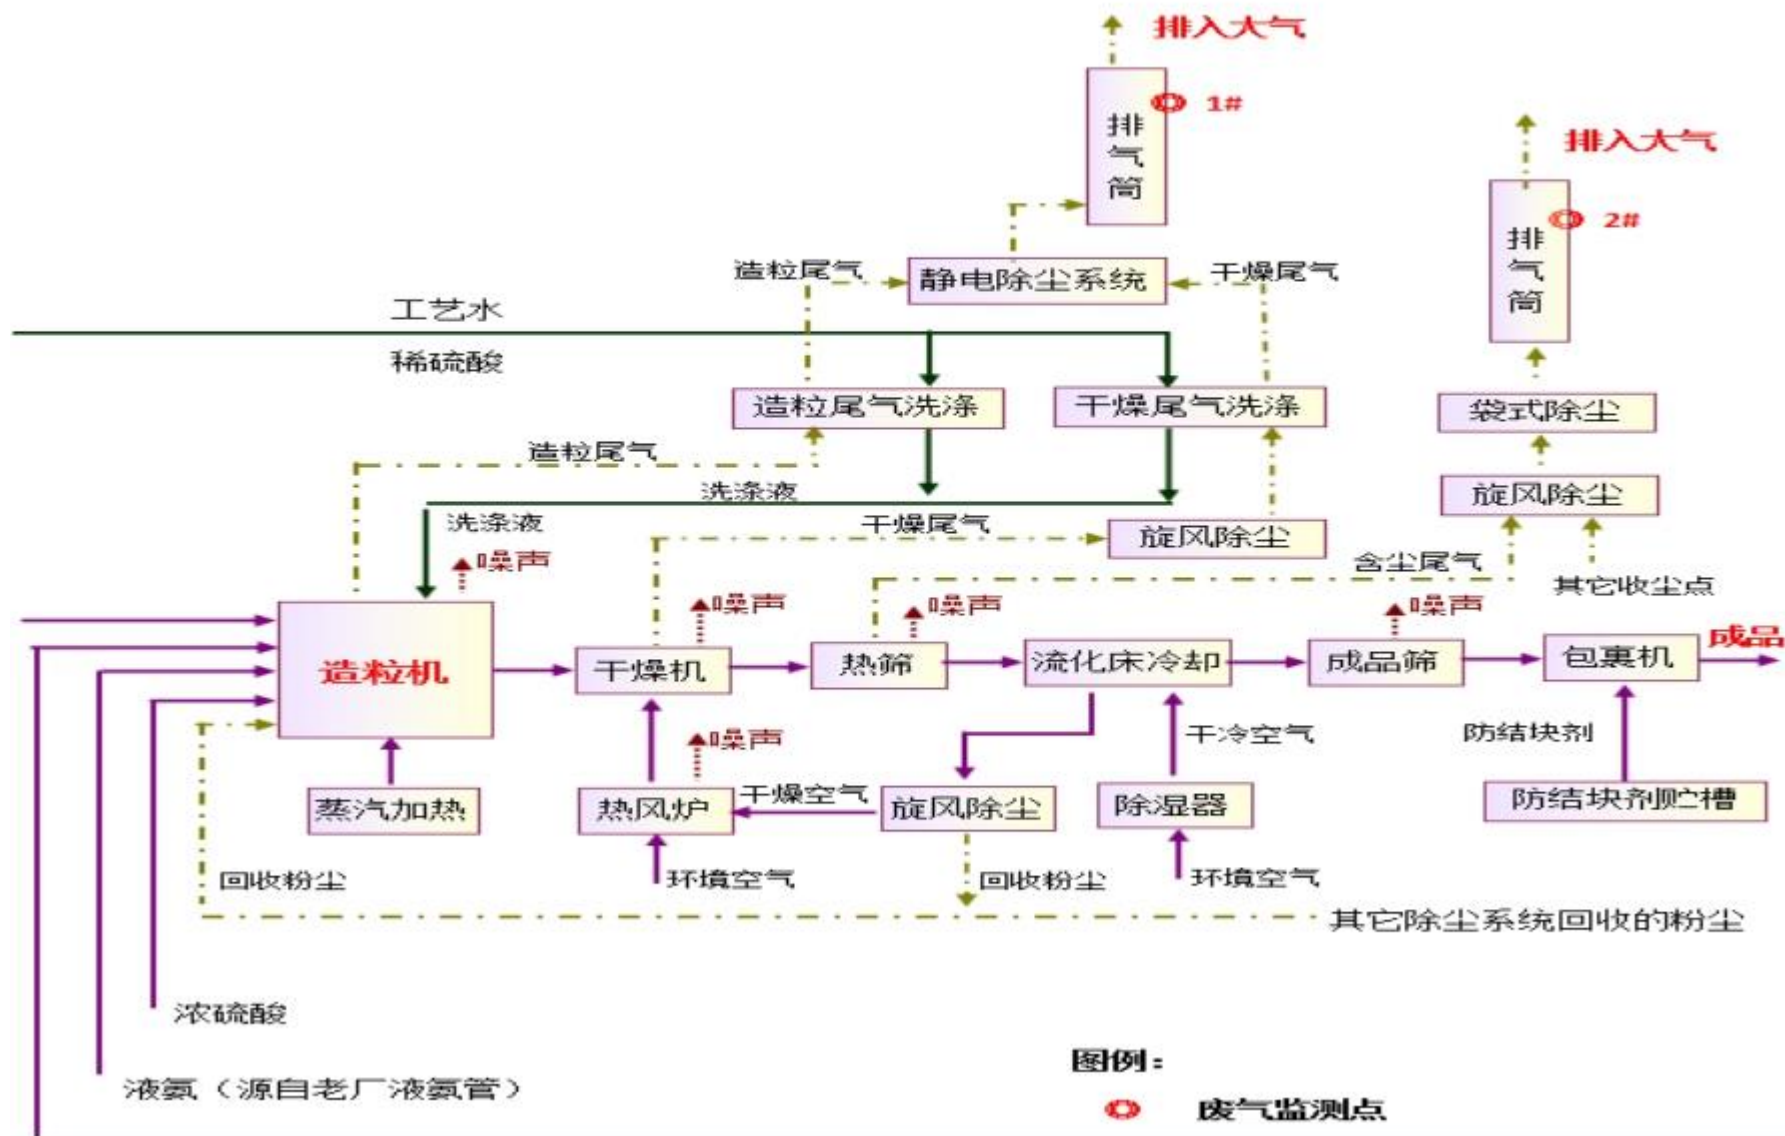 排入大气
1#
排气筒
排入大气
2#
排气筒
造粒尾气
静电除尘系统
干燥尾气
工艺水
稀硫酸
造粒尾气洗涤
干燥尾气洗涤
袋式除尘
造粒尾气
洗涤液
旋风除尘
洗涤液
干燥尾气
旋风除尘
含尘尾气
其它收尘点
噪声
噪声
噪声
噪声
成品
造粒机
干燥机
热筛
流化床冷却
成品筛
包裹机
噪声
干冷空气
防结块剂
蒸汽加热
热风炉
干燥空气
旋风除尘
除湿器
防结块剂贮槽
回收粉尘
环境空气
回收粉尘
环境空气
其它除尘系统回收的粉尘
浓硫酸
液氨（源自老厂液氨管）
图例：
废气监测点